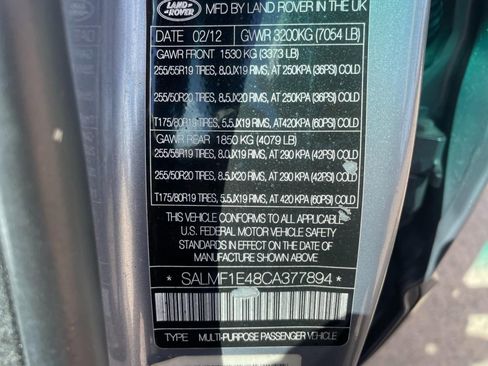 LAND ROVER
MFD BY LAND ROVER IN THE UK
DATE 02/12 GVWR 3200KG (7054 LB)
GAWR FRONT 1530 KG (3373 LB)
255/55R19 TIRES, 8.0JX19 RIMS, AT 250KPA (36PSI) COLD
255/50R20 TIRES, 8.5JX20 RIMS, AT 250KPA (36PSI) COLD
T175/80R19 TIRES, 5.5JX19 RIMS, AT420KPA (60PSI) COLD
GAWR REAR 1850 KG (4079 LB)
255/55R19 TIRES, 8.0JX19 RIMS, AT 290 KPA (42PSI) COLD
255/50R20 TIRES, 8.5JX20 RIMS, AT 290 KPA (42PSI) COLD
T175/80R19 TIRES, 5.5JX19 RIMS, AT 420 KPA (60PSI) COLD
THIS VEHICLE CONFORMS TO ALL APPLICABLE
U.S. FEDERAL MOTOR VEHICLE SAFETY
STANDARDS IN EFFECT ON THE DATE OF
MANUFACTURE SHOWN ABOVE.
* SALMF1E48CA377894 *
TYPE MULTI-PURPOSE PASSENGER VEHICLE